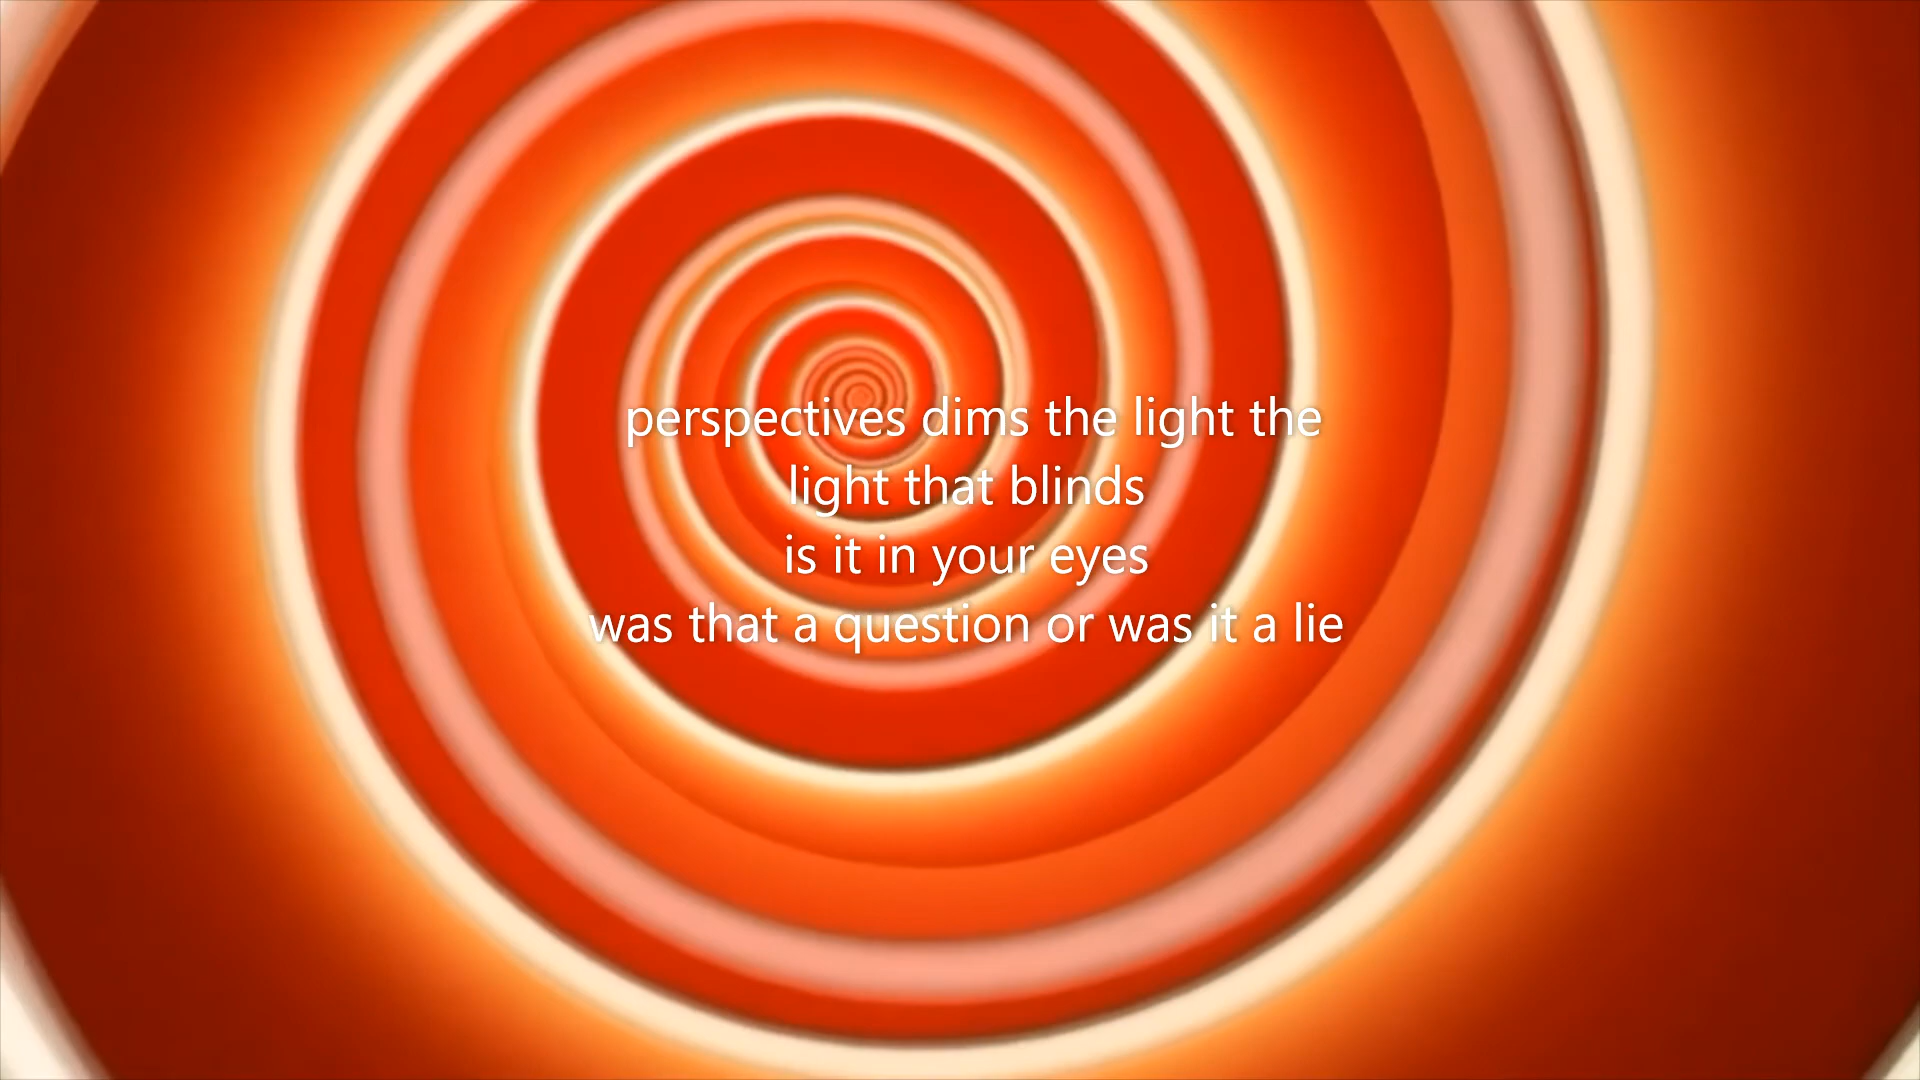 perspectives dims the light the
light that blinds
is it in your eyes
was that a question or was it a lie